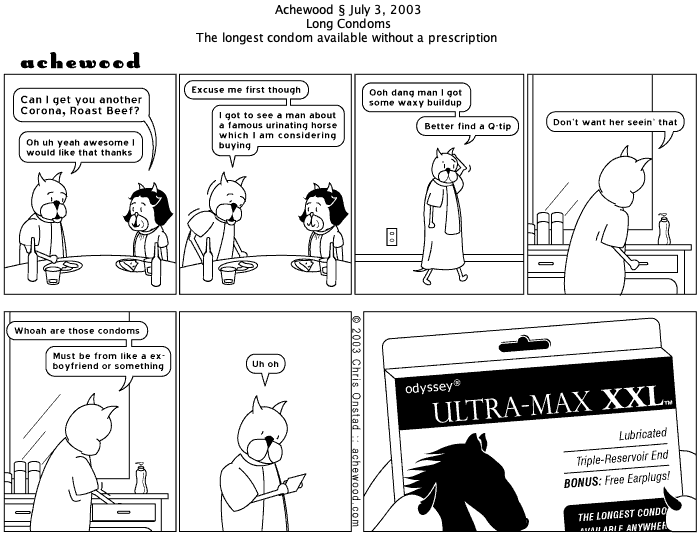 Achewood § July 3, 2003
Long Condoms
The longest condom available without a prescription
achewood
Can I get you another
Corona, Roast Beef?
Oh uh yeah awesome I
would like that thanks
Excuse me first though
I got to see a man about
a famous urinating horse
which I am considering
buying
Ooh dang man I got
some waxy buildup
Better find a Q-tip
Don't want her seein' that
Whoah are those condoms
Must be from like a ex-
boyfriend or something
Uh oh
© 2003 Chris Onstad :: achewood.com
odyssey®
ULTRA-MAX XXL™
Lubricated
Triple-Reservoir End
BONUS: Free Earplugs!
THE LONGEST CONDO
AVAILABLE ANYWHER